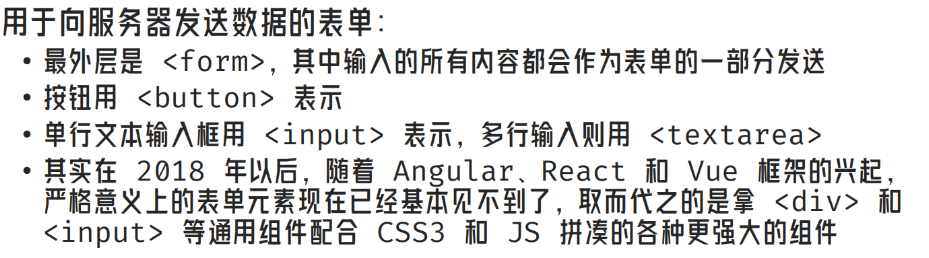 用于向服务器发送数据的表单：
• 最外层是 <form>，其中输入的所有内容都会作为表单的一部分发送
• 按钮用 <button> 表示
• 单行文本输入框用 <input> 表示，多行输入则用 <textarea>
• 其实在 2018 年以后，随着 Angular、React 和 Vue 框架的兴起，
严格意义上的表单元素现在已经基本见不到了，取而代之的是拿 <div> 和
<input> 等通用组件配合 CSS3 和 JS 拼凑的各种更强大的组件